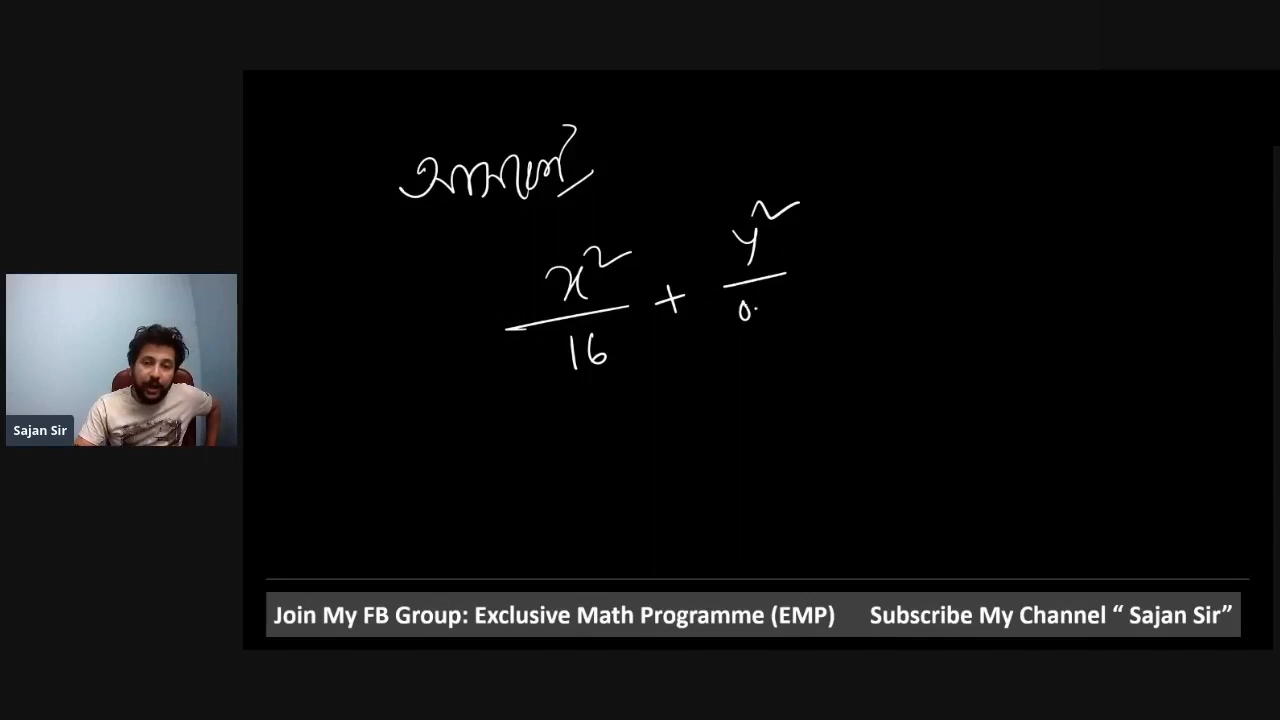 x²/16 + y²/
Sajan Sir
Join My FB Group: Exclusive Math Programme (EMP) Subscribe My Channel “ Sajan Sir”